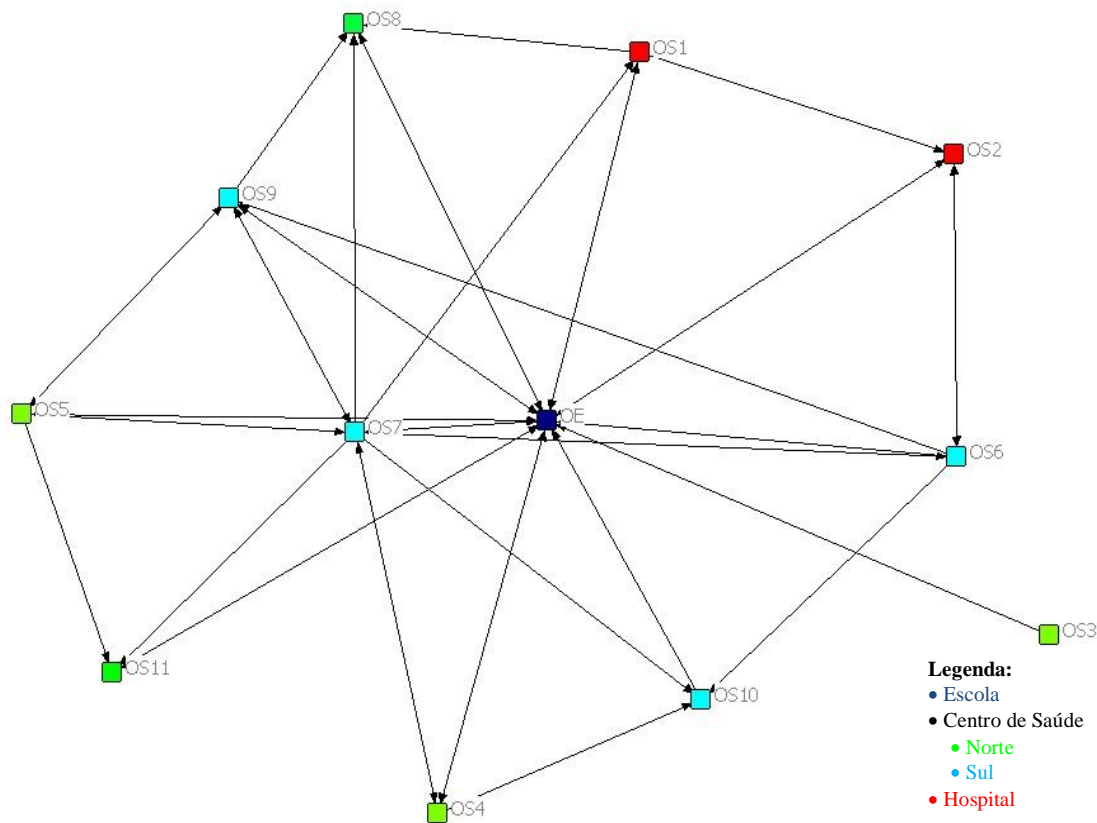 OS8
OS1
OS2
OS9
OS5
OS7
OE
OS6
OS3
OS11
OS10
OS4
Legenda:
• Escola
• Centro de Saúde
• Norte
• Sul
• Hospital